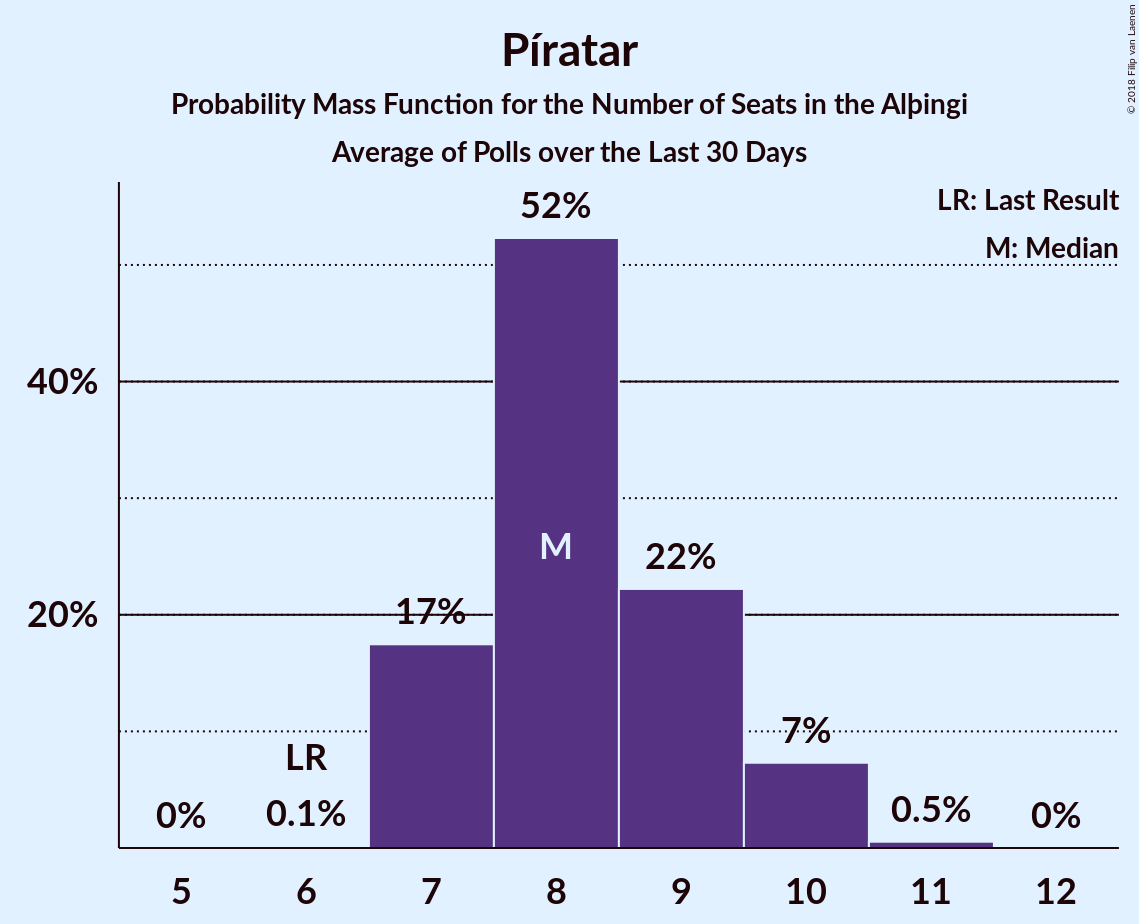 Píratar
Probability Mass Function for the Number of Seats in the Alþingi
Average of Polls over the Last 30 Days
© 2018 Filip van Laenen
LR: Last Result
M: Median
52%
40%
M
22%
20%
17%
7%
LR
0%
0.1%
0.5%
0%
5 6 7 8 9 10 11 12